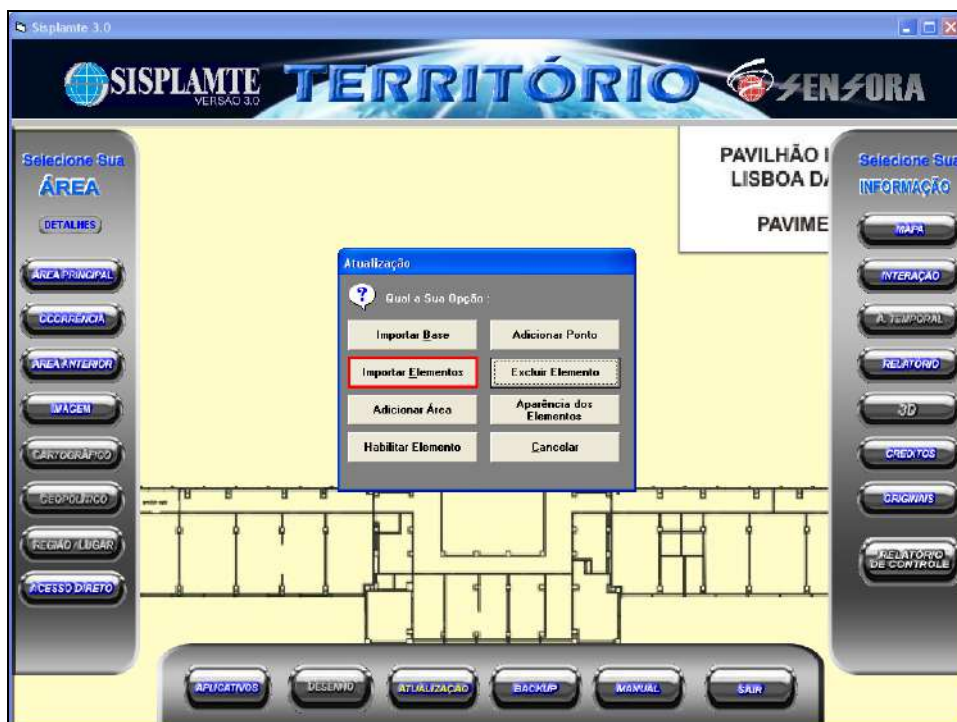 Sisplamte 3.0
SISPLAMTE
VERSÃO 3.0
TERRITÓRIO
SENSORA
Selecione Sua
ÁREA
DETALHES
ÁREA PRINCIPAL
OCORRÊNCIA
ÁREA ANTERIOR
IMAGEM
CARTOGRÁFICO
GEOPOLÍTICO
REGIÃO / LUGAR
ACESSO DIRETO
PAVILHÃO
LISBOA
PAVIME
Atualização
Qual a Sua Opção :
Importar Base
Adicionar Ponto
Importar Elementos
Excluir Elemento
Adicionar Área
Aparência dos
Elementos
Habilitar Elemento
Cancelar
Selecione Sua
INFORMAÇÃO
MAPA
INTERAÇÃO
A. TEMPORAL
RELATÓRIO
3D
CREDITOS
ORIGINAIS
RELATÓRIO
DE CONTROLE
APLICATIVOS
DESENHO
ATUALIZAÇÃO
BACKUP
MANUAL
SAIR